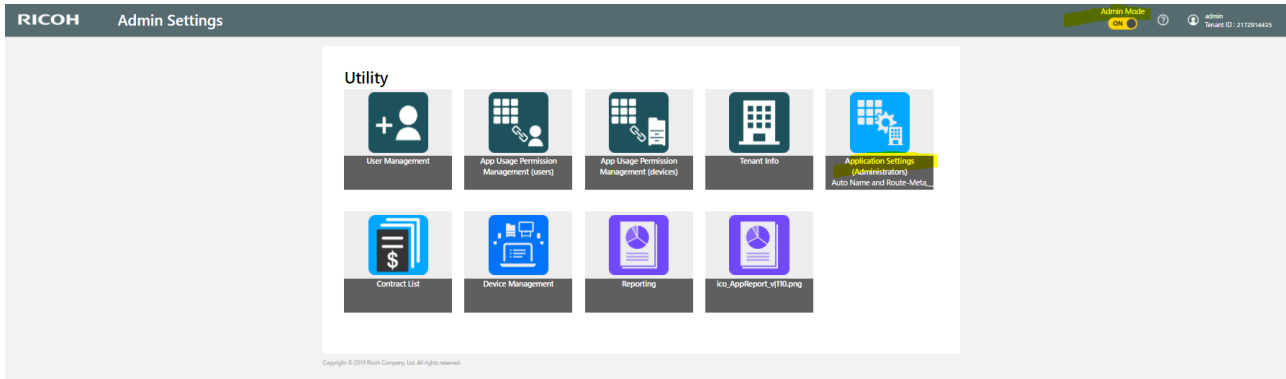 RICOH Admin Settings
Admin Mode
ON
?
admin
Tenant ID : 2172914435
Utility
User Management
App Usage Permission
Management (users)
App Usage Permission
Management (devices)
Tenant Info
Application Settings
(Administrators)
Auto Name and Route-Meta...
$
Contract List
Device Management
Reporting
ico_AppReport_v|110.png
Copyright © 2019 Ricoh Company, Ltd. All rights reserved.